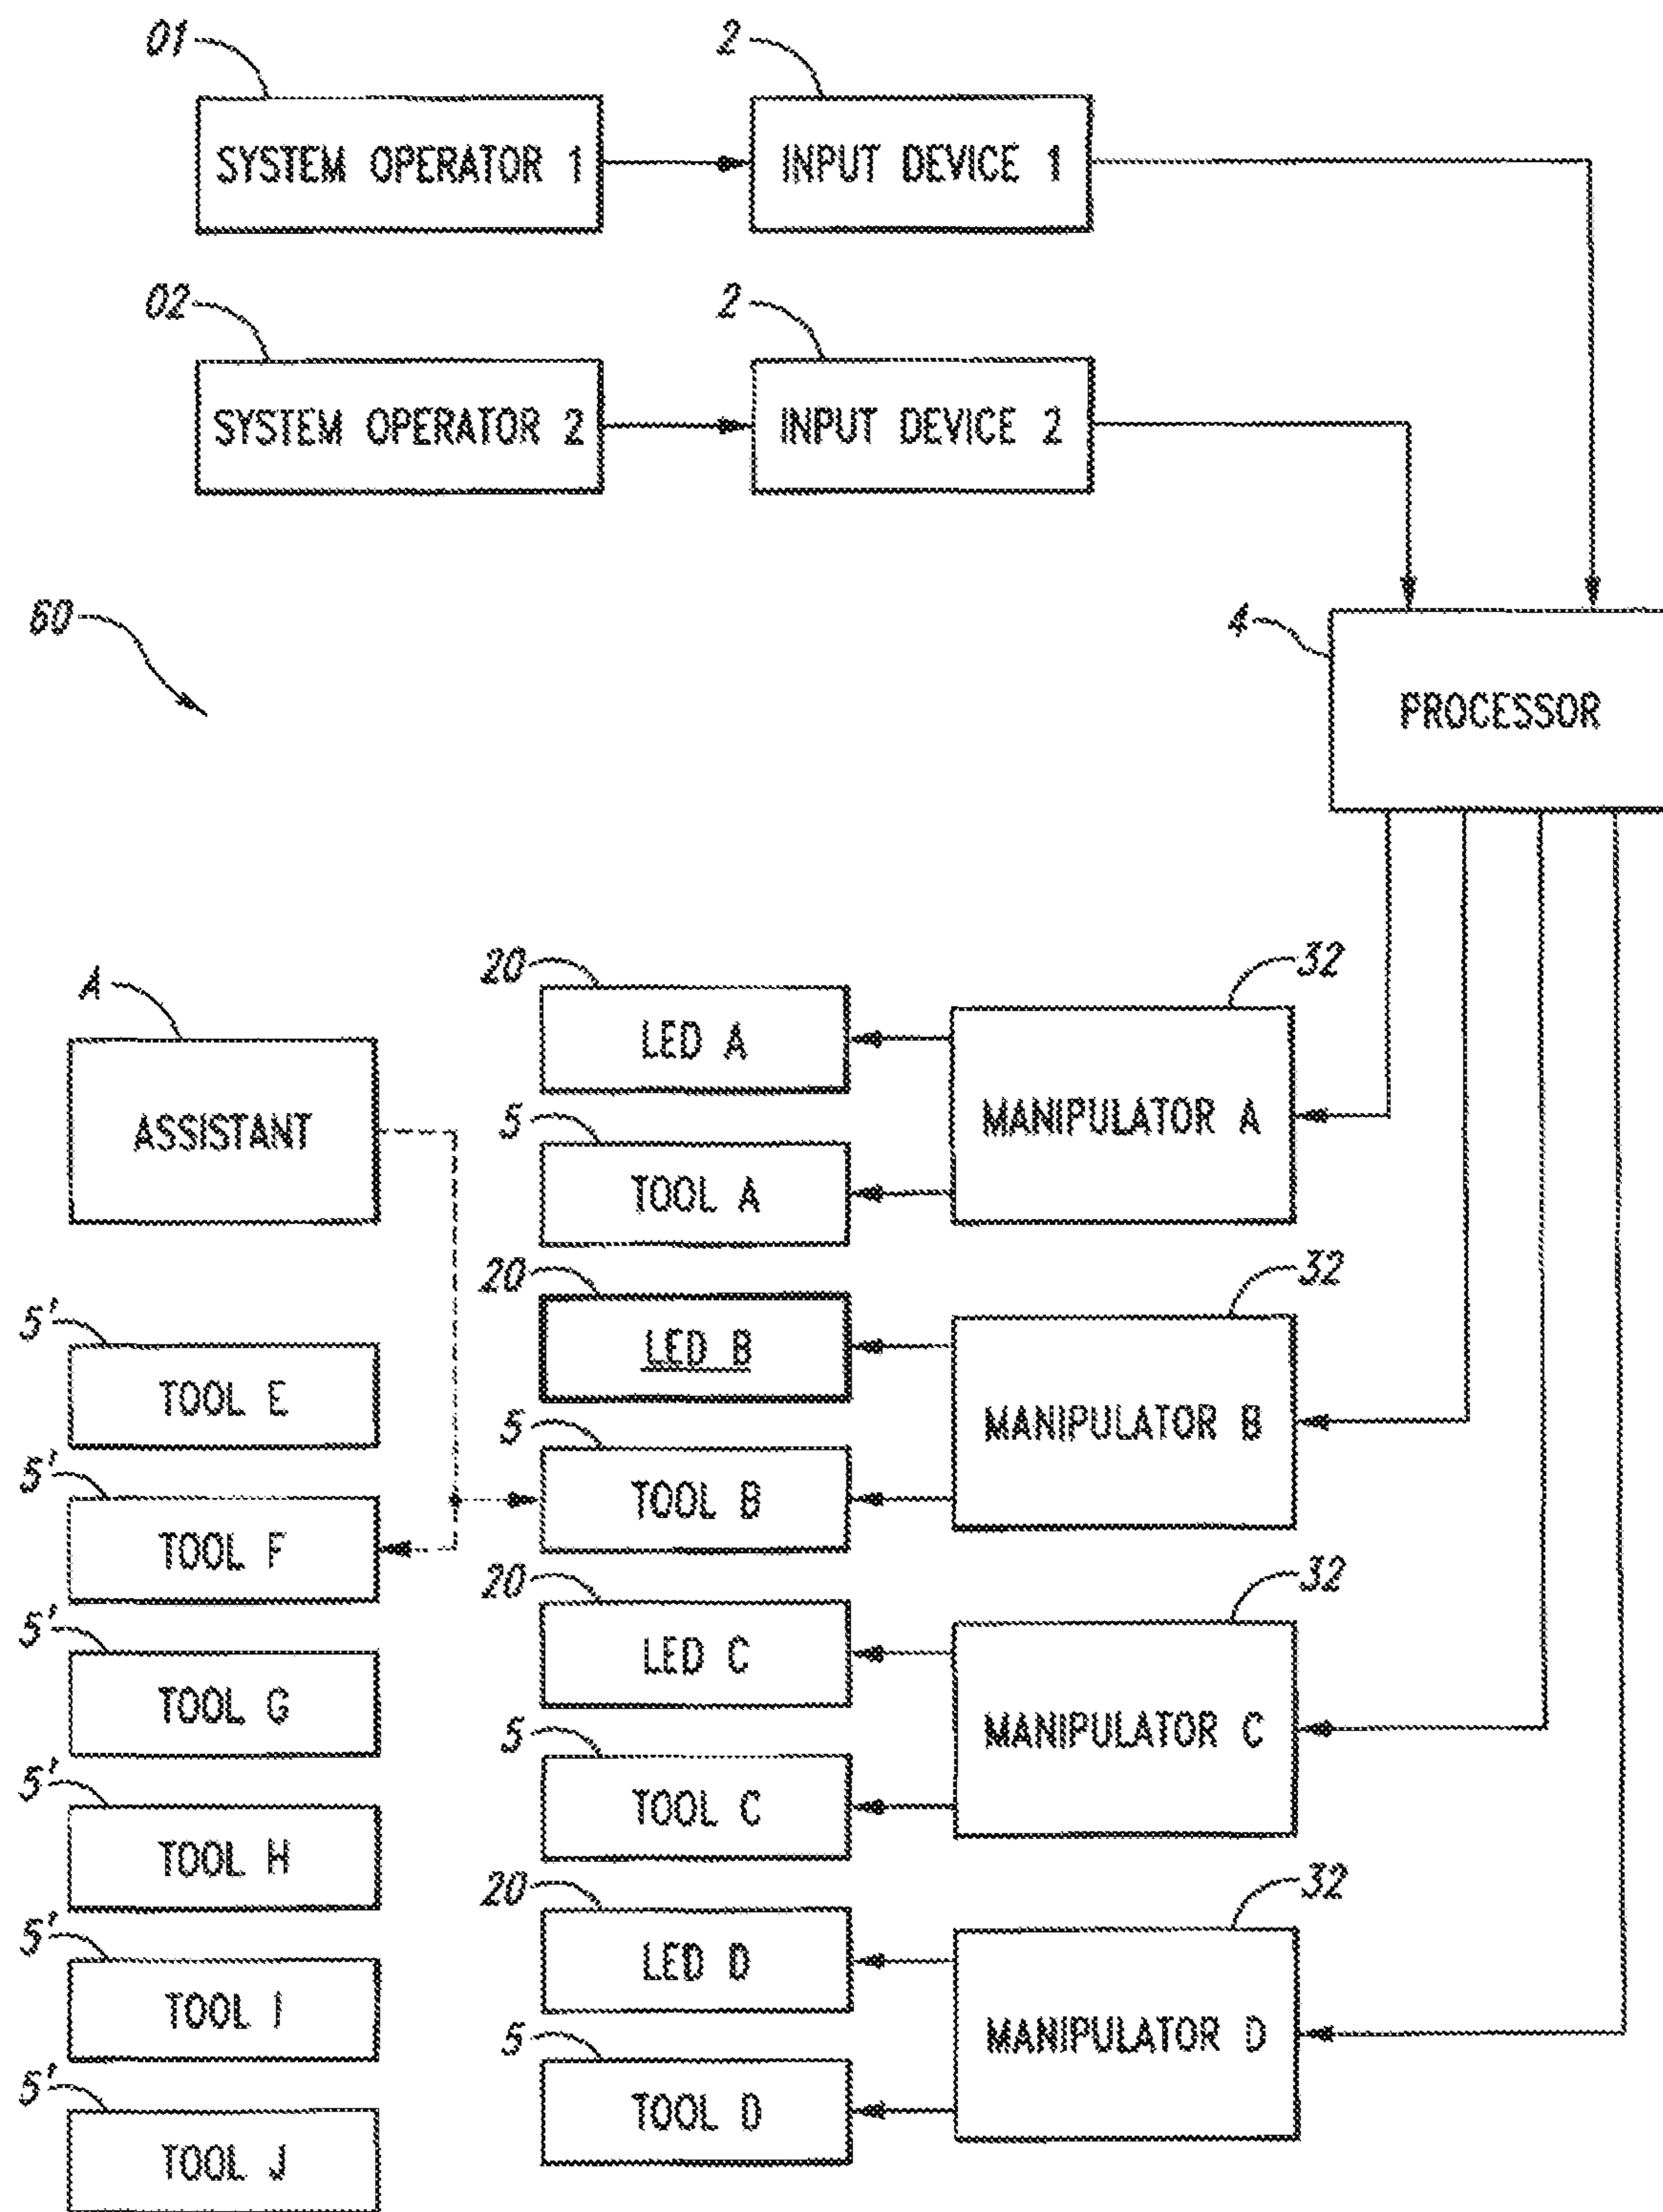 01
2
SYSTEM OPERATOR 1
INPUT DEVICE 1
02
2
SYSTEM OPERATOR 2
INPUT DEVICE 2
60
4
PROCESSOR
A
ASSISTANT
20
LED A
32
MANIPULATOR A
5
TOOL A
20
LED B
32
MANIPULATOR B
5
TOOL B
20
LED C
32
MANIPULATOR C
5
TOOL C
20
LED D
32
MANIPULATOR D
5
TOOL D
5'
TOOL E
5'
TOOL F
5'
TOOL G
5'
TOOL H
5'
TOOL I
5'
TOOL J